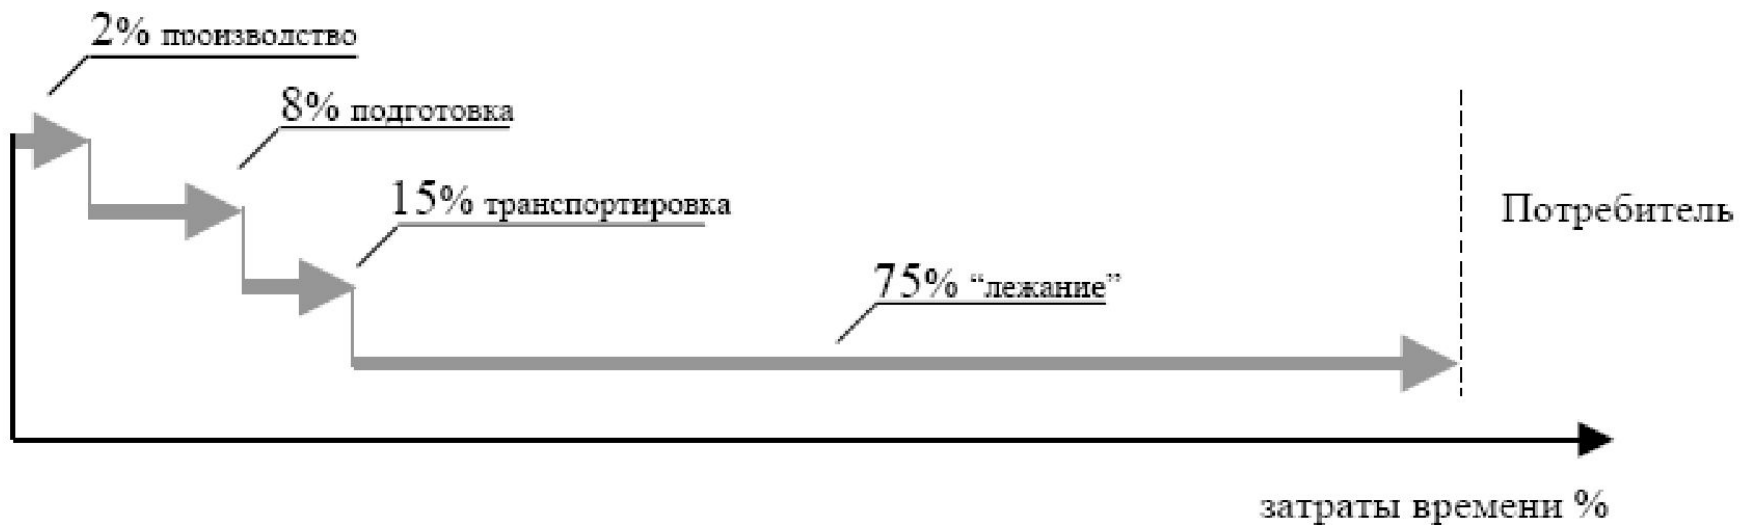 2% производство
8% подготовка
15% транспортировка
Потребитель
75% “лежание”
затраты времени %